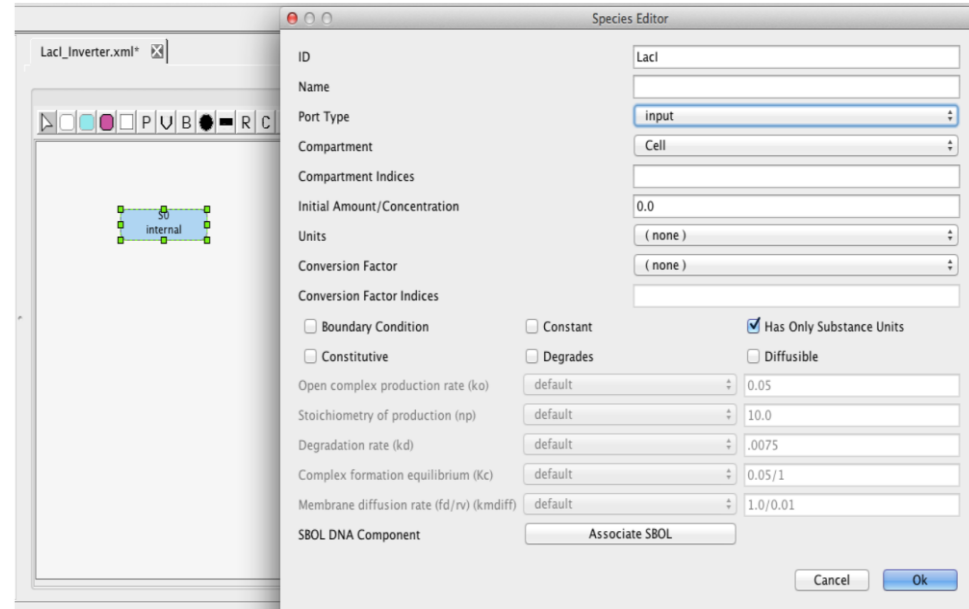 Species Editor
LacI_Inverter.xml*
P V B R C
S0
internal
ID LacI
Name
Port Type input
Compartment Cell
Compartment Indices
Initial Amount/Concentration 0.0
Units ( none )
Conversion Factor ( none )
Conversion Factor Indices
Boundary Condition Constant Has Only Substance Units
Constitutive Degrades Diffusible
Open complex production rate (ko) default 0.05
Stoichiometry of production (np) default 10.0
Degradation rate (kd) default .0075
Complex formation equilibrium (Kc) default 0.05/1
Membrane diffusion rate (fd/rv) (kmdiff) default 1.0/0.01
SBOL DNA Component Associate SBOL
Cancel Ok